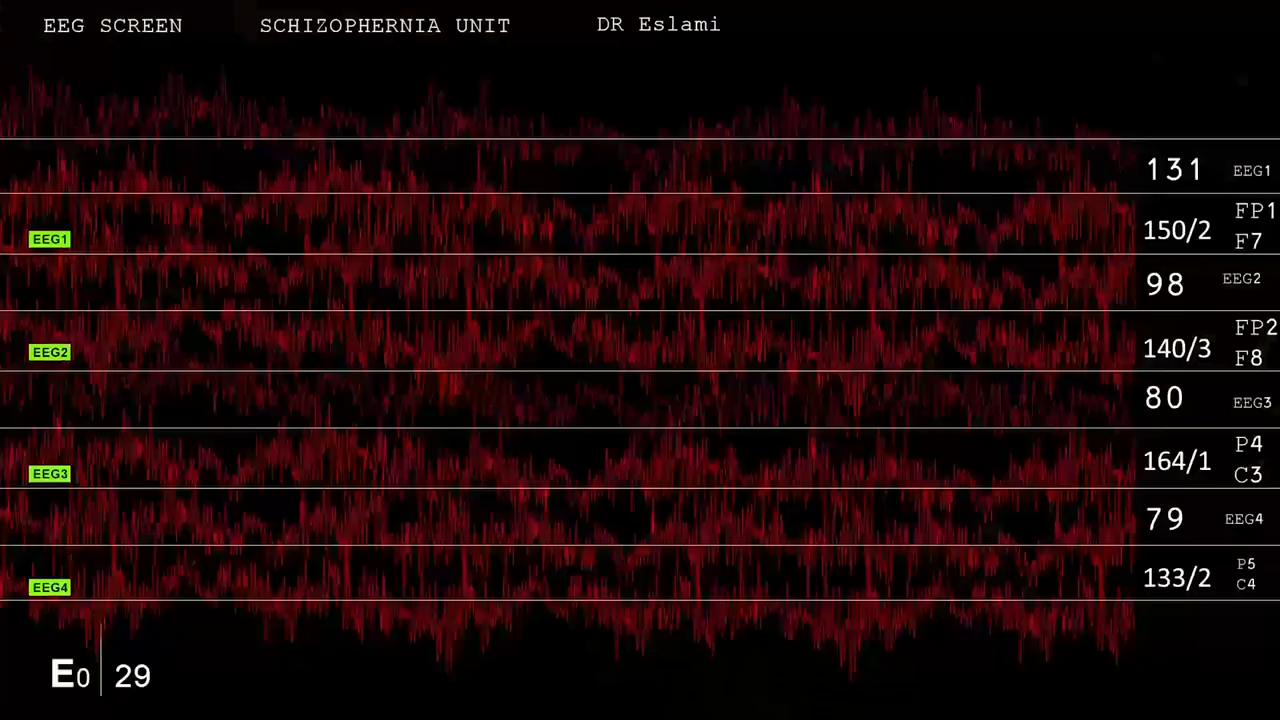 EEG SCREEN SCHIZOPHERNIA UNIT DR Eslami
131 EEG1
EEG1 150/2 FP1 F7
98 EEG2
EEG2 140/3 FP2 F8
80 EEG3
EEG3 164/1 P4 C3
79 EEG4
EEG4 133/2 P5 C4
E0 29